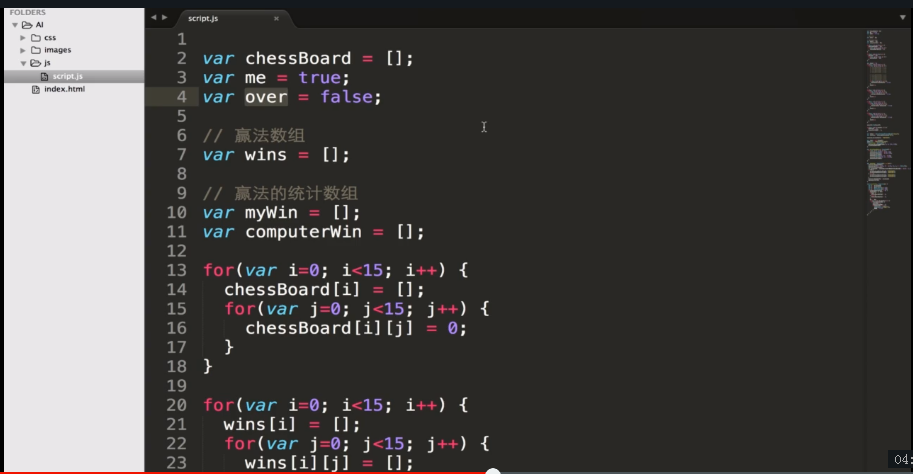 FOLDERS
AI
css
images
js
script.js
index.html
script.js
1
2 var chessBoard = [];
3 var me = true;
4 var over = false;
5
6 // 赢法数组
7 var wins = [];
8
9 // 赢法的统计数组
10 var myWin = [];
11 var computerWin = [];
12
13 for(var i=0; i<15; i++) {
14 chessBoard[i] = [];
15 for(var j=0; j<15; j++) {
16 chessBoard[i][j] = 0;
17 }
18 }
19
20 for(var i=0; i<15; i++) {
21 wins[i] = [];
22 for(var j=0; j<15; j++) {
23 wins[i][j] = [];
04: